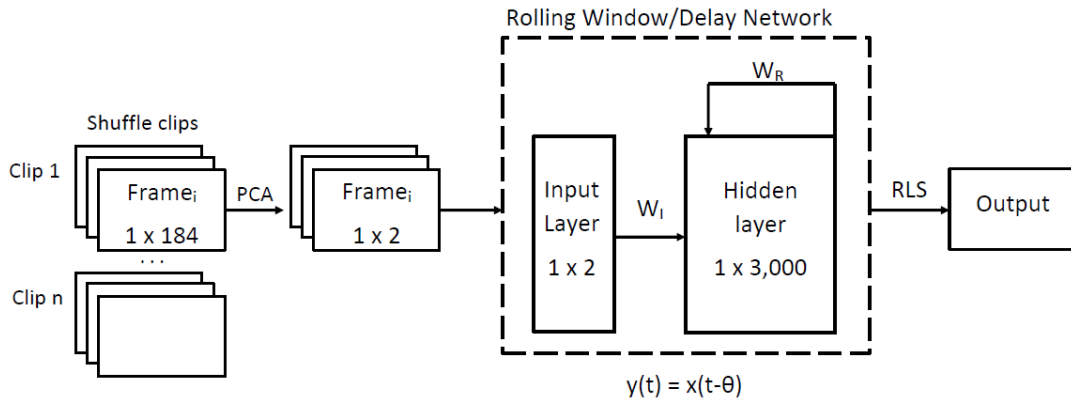 Rolling Window/Delay Network
Shuffle clips
Clip 1
Frameᵢ
1 x 184
PCA
Frameᵢ
1 x 2
Input
Layer
1 x 2
W_I
W_R
Hidden
layer
1 x 3,000
RLS
Output
. . .
Clip n
y(t) = x(t-θ)